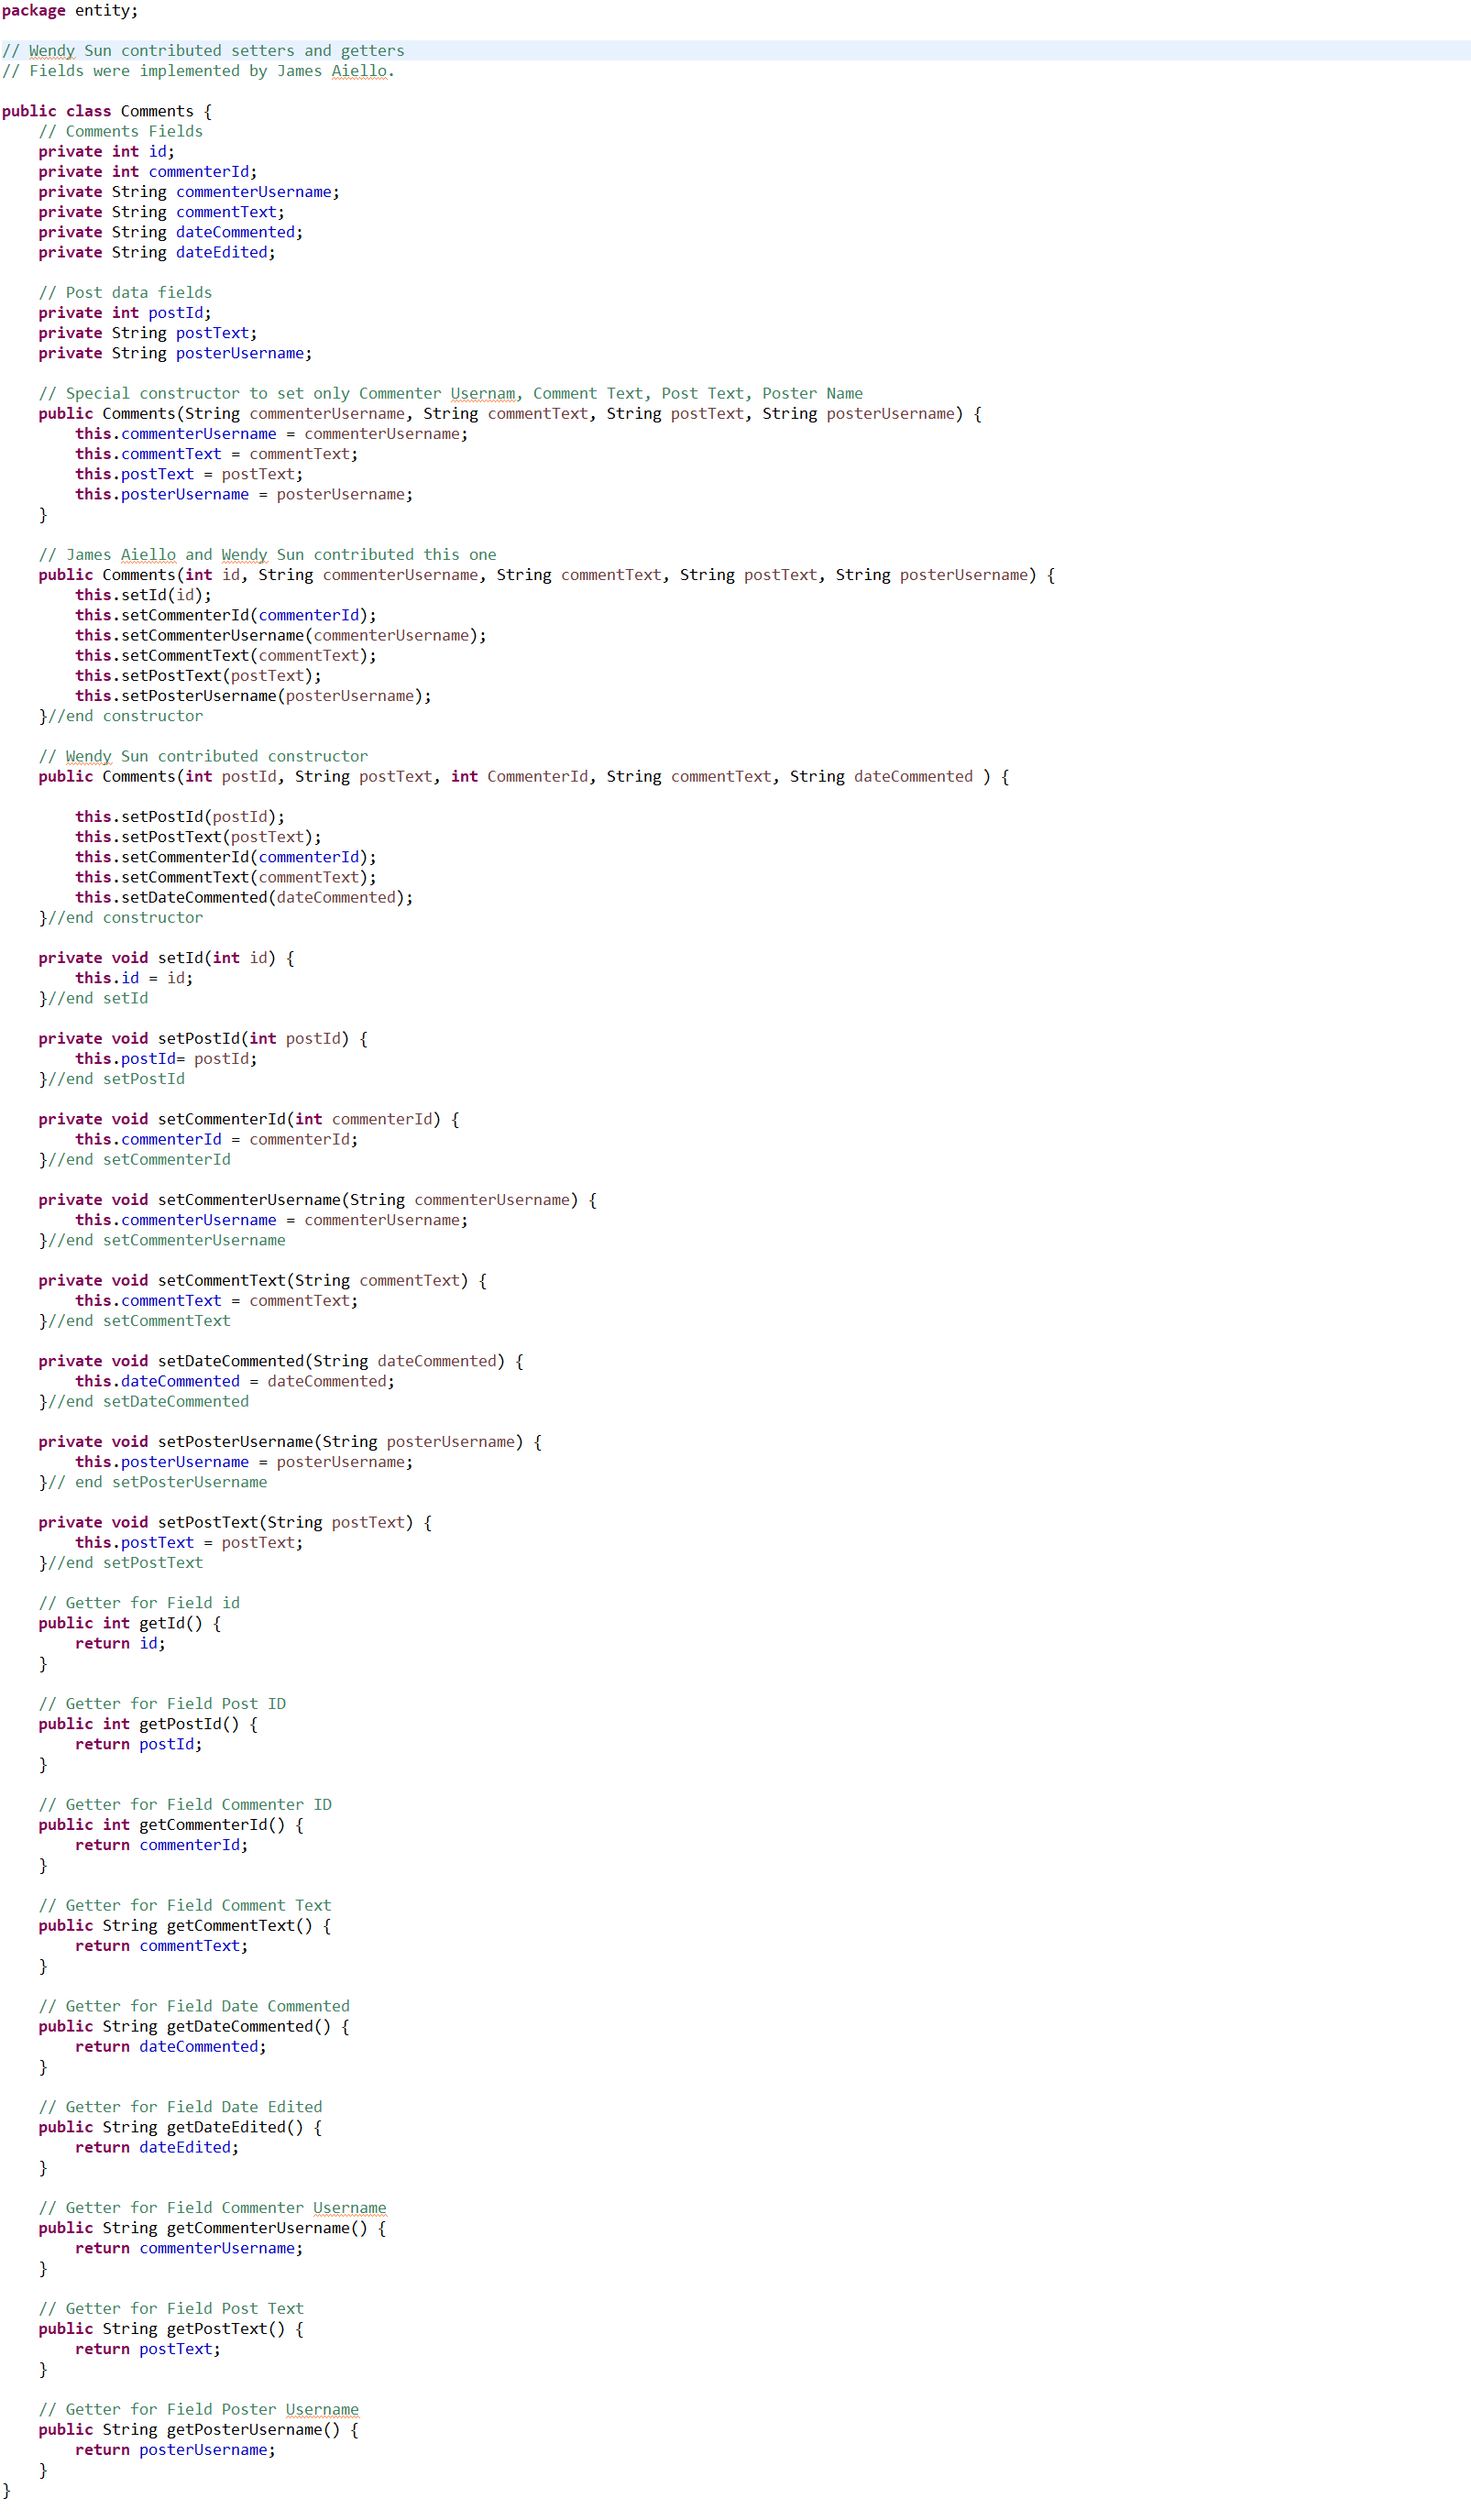 package entity;

// Wendy Sun contributed setters and getters
// Fields were implemented by James Aiello.

public class Comments {
    // Comments Fields
    private int id;
    private int commenterId;
    private String commenterUsername;
    private String commentText;
    private String dateCommented;
    private String dateEdited;

    // Post data fields
    private int postId;
    private String postText;
    private String posterUsername;

    // Special constructor to set only Commenter Usernam, Comment Text, Post Text, Poster Name
    public Comments(String commenterUsername, String commentText, String postText, String posterUsername) {
        this.commenterUsername = commenterUsername;
        this.commentText = commentText;
        this.postText = postText;
        this.posterUsername = posterUsername;
    }

    // James Aiello and Wendy Sun contributed this one
    public Comments(int id, String commenterUsername, String commentText, String postText, String posterUsername) {
        this.setId(id);
        this.setCommenterId(commenterId);
        this.setCommenterUsername(commenterUsername);
        this.setCommentText(commentText);
        this.setPostText(postText);
        this.setPosterUsername(posterUsername);
    }//end constructor

    // Wendy Sun contributed constructor
    public Comments(int postId, String postText, int CommenterId, String commentText, String dateCommented ) {

        this.setPostId(postId);
        this.setPostText(postText);
        this.setCommenterId(commenterId);
        this.setCommentText(commentText);
        this.setDateCommented(dateCommented);
    }//end constructor

    private void setId(int id) {
        this.id = id;
    }//end setId

    private void setPostId(int postId) {
        this.postId= postId;
    }//end setPostId

    private void setCommenterId(int commenterId) {
        this.commenterId = commenterId;
    }//end setCommenterId

    private void setCommenterUsername(String commenterUsername) {
        this.commenterUsername = commenterUsername;
    }//end setCommenterUsername

    private void setCommentText(String commentText) {
        this.commentText = commentText;
    }//end setCommentText

    private void setDateCommented(String dateCommented) {
        this.dateCommented = dateCommented;
    }//end setDateCommented

    private void setPosterUsername(String posterUsername) {
        this.posterUsername = posterUsername;
    }// end setPosterUsername

    private void setPostText(String postText) {
        this.postText = postText;
    }//end setPostText

    // Getter for Field id
    public int getId() {
        return id;
    }

    // Getter for Field Post ID
    public int getPostId() {
        return postId;
    }

    // Getter for Field Commenter ID
    public int getCommenterId() {
        return commenterId;
    }

    // Getter for Field Comment Text
    public String getCommentText() {
        return commentText;
    }

    // Getter for Field Date Commented
    public String getDateCommented() {
        return dateCommented;
    }

    // Getter for Field Date Edited
    public String getDateEdited() {
        return dateEdited;
    }

    // Getter for Field Commenter Username
    public String getCommenterUsername() {
        return commenterUsername;
    }

    // Getter for Field Post Text
    public String getPostText() {
        return postText;
    }

    // Getter for Field Poster Username
    public String getPosterUsername() {
        return posterUsername;
    }
}